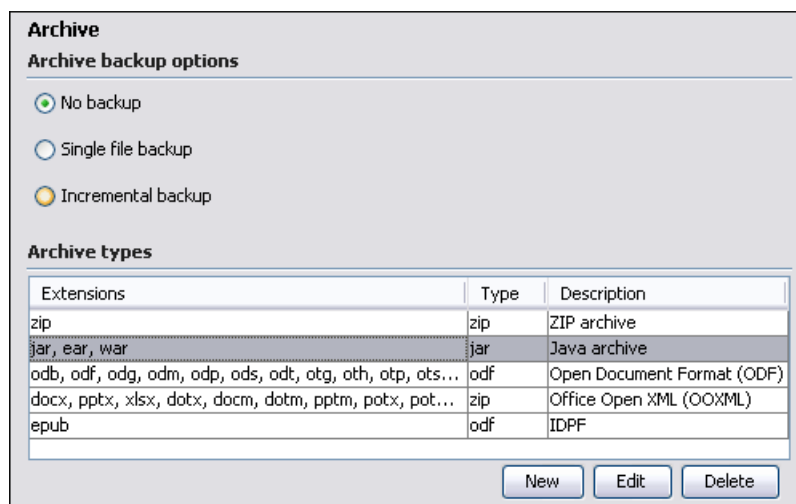 Archive
Archive backup options
No backup
Single file backup
Incremental backup
Archive types
Extensions Type Description
zip zip ZIP archive
jar, ear, war jar Java archive
odb, odf, odg, odm, odp, ods, odt, otg, oth, otp, ots... odf Open Document Format (ODF)
docx, pptx, xlsx, dotx, docm, dotm, pptm, potx, pot... zip Office Open XML (OOXML)
epub odf IDPF
New Edit Delete